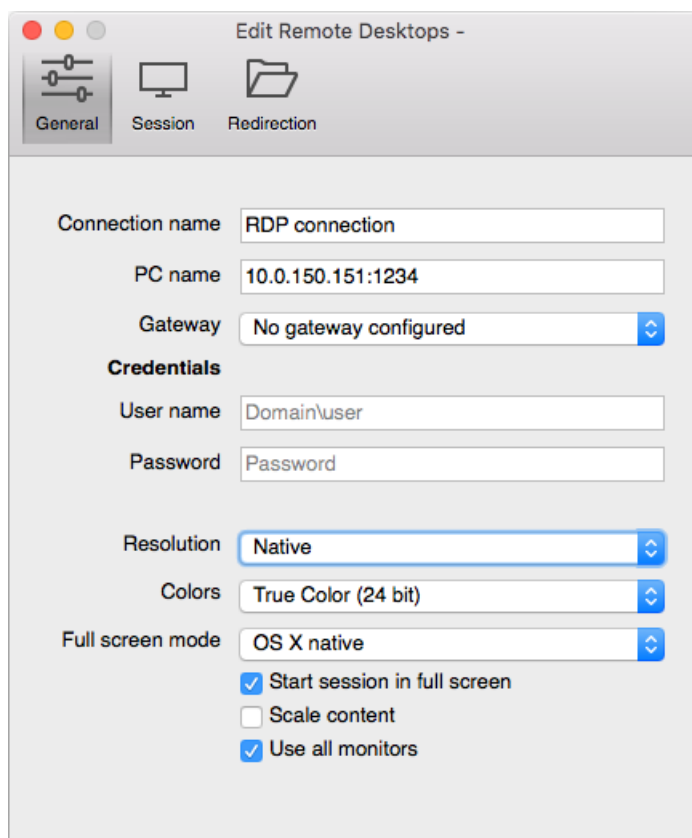 Edit Remote Desktops -
General Session Redirection
Connection name RDP connection
PC name 10.0.150.151:1234
Gateway No gateway configured
Credentials
User name Domain\user
Password Password
Resolution Native
Colors True Color (24 bit)
Full screen mode OS X native
Start session in full screen
Scale content
Use all monitors